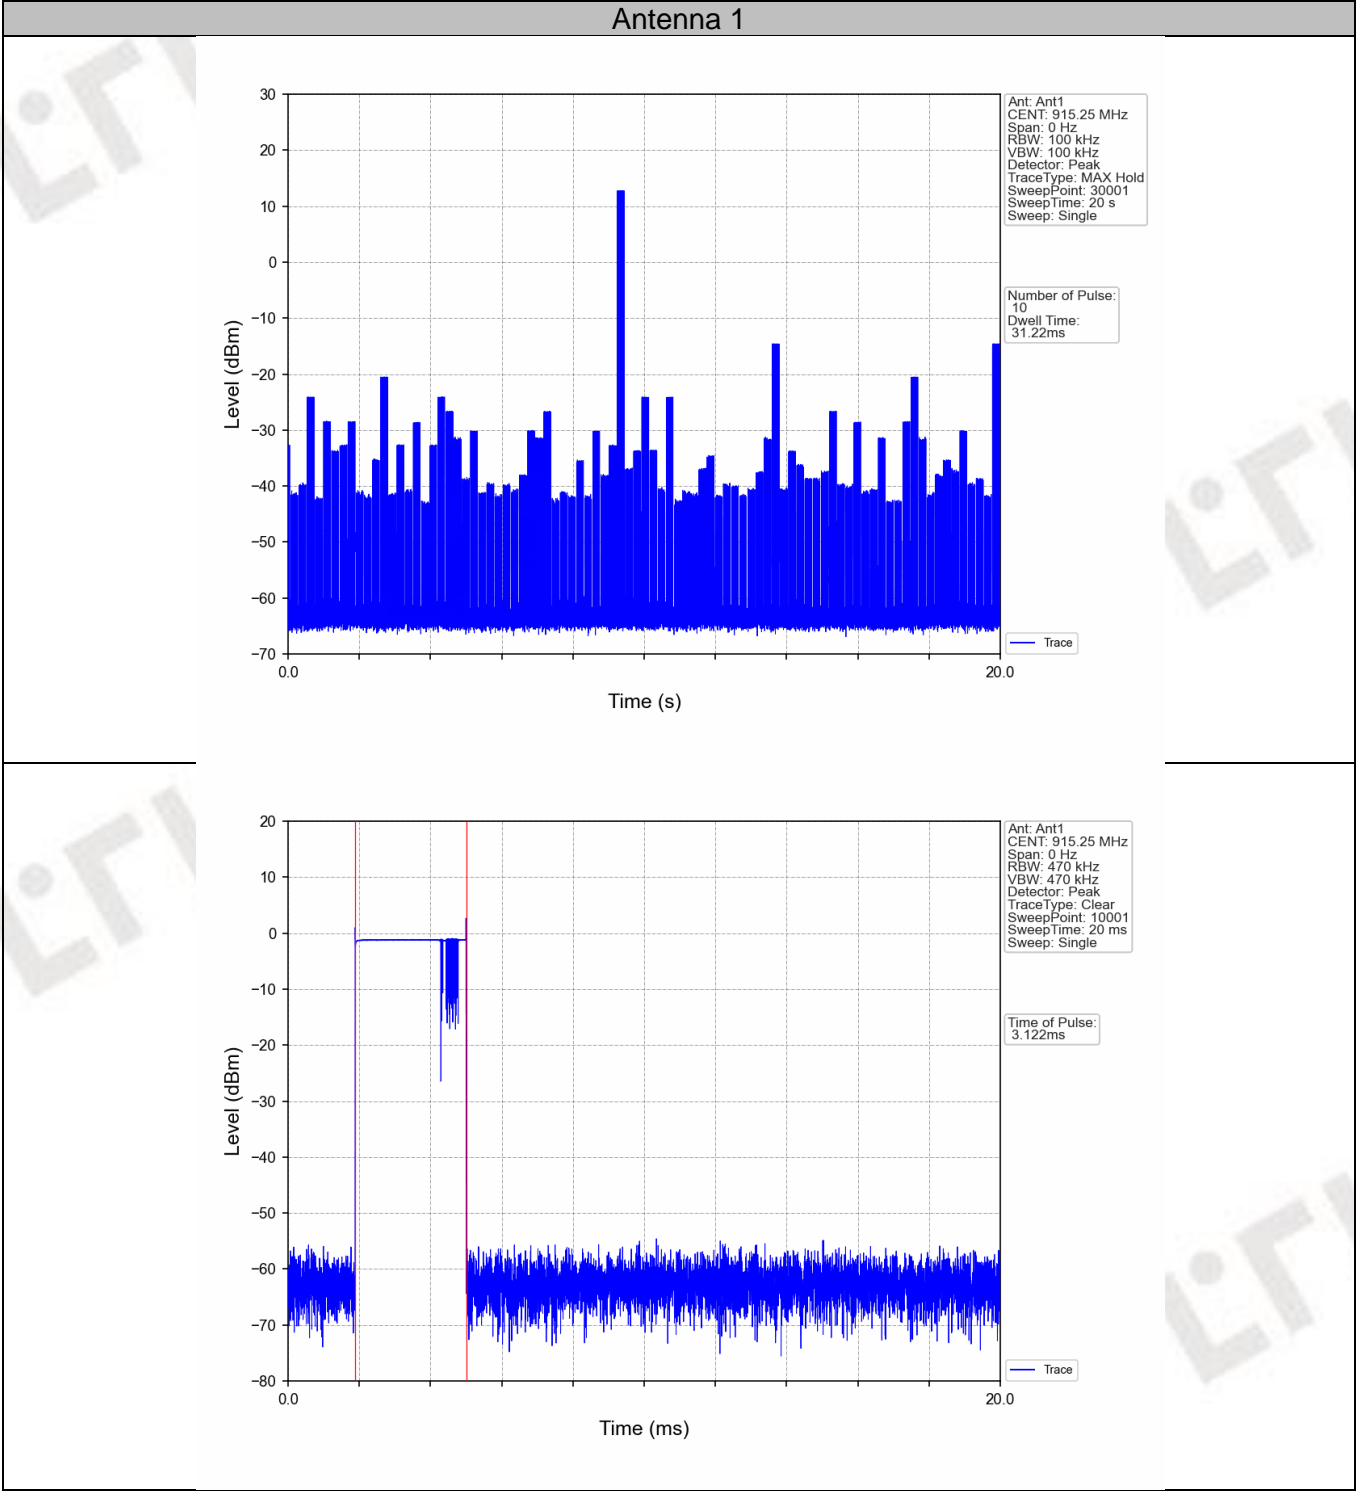 Antenna 1
30
20
10
0
−10
−20
−30
−40
−50
−60
−70
Level (dBm)
0.0
20.0
Time (s)
Ant: Ant1
CENT: 915.25 MHz
Span: 0 Hz
RBW: 100 kHz
VBW: 100 kHz
Detector: Peak
TraceType: MAX Hold
SweepPoint: 30001
SweepTime: 20 s
Sweep: Single
Number of Pulse:
10
Dwell Time:
31.22ms
Trace
20
10
0
−10
−20
−30
−40
−50
−60
−70
−80
Level (dBm)
0.0
20.0
Time (ms)
Ant: Ant1
CENT: 915.25 MHz
Span: 0 Hz
RBW: 470 kHz
VBW: 470 kHz
Detector: Peak
TraceType: Clear
SweepPoint: 10001
SweepTime: 20 ms
Sweep: Single
Time of Pulse:
3.122ms
Trace